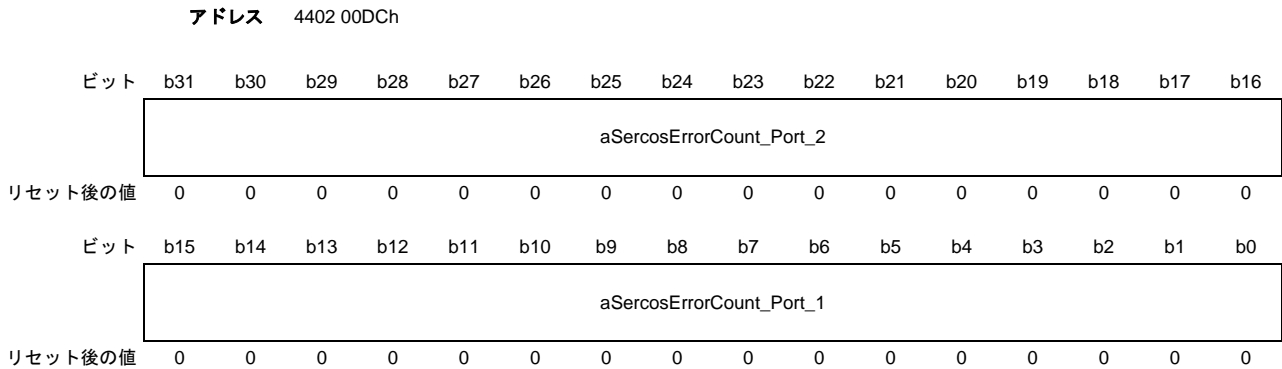 アドレス 4402 00DCh
ビット b31 b30 b29 b28 b27 b26 b25 b24 b23 b22 b21 b20 b19 b18 b17 b16
aSercosErrorCount_Port_2
リセット後の値 0 0 0 0 0 0 0 0 0 0 0 0 0 0 0 0
ビット b15 b14 b13 b12 b11 b10 b9 b8 b7 b6 b5 b4 b3 b2 b1 b0
aSercosErrorCount_Port_1
リセット後の値 0 0 0 0 0 0 0 0 0 0 0 0 0 0 0 0